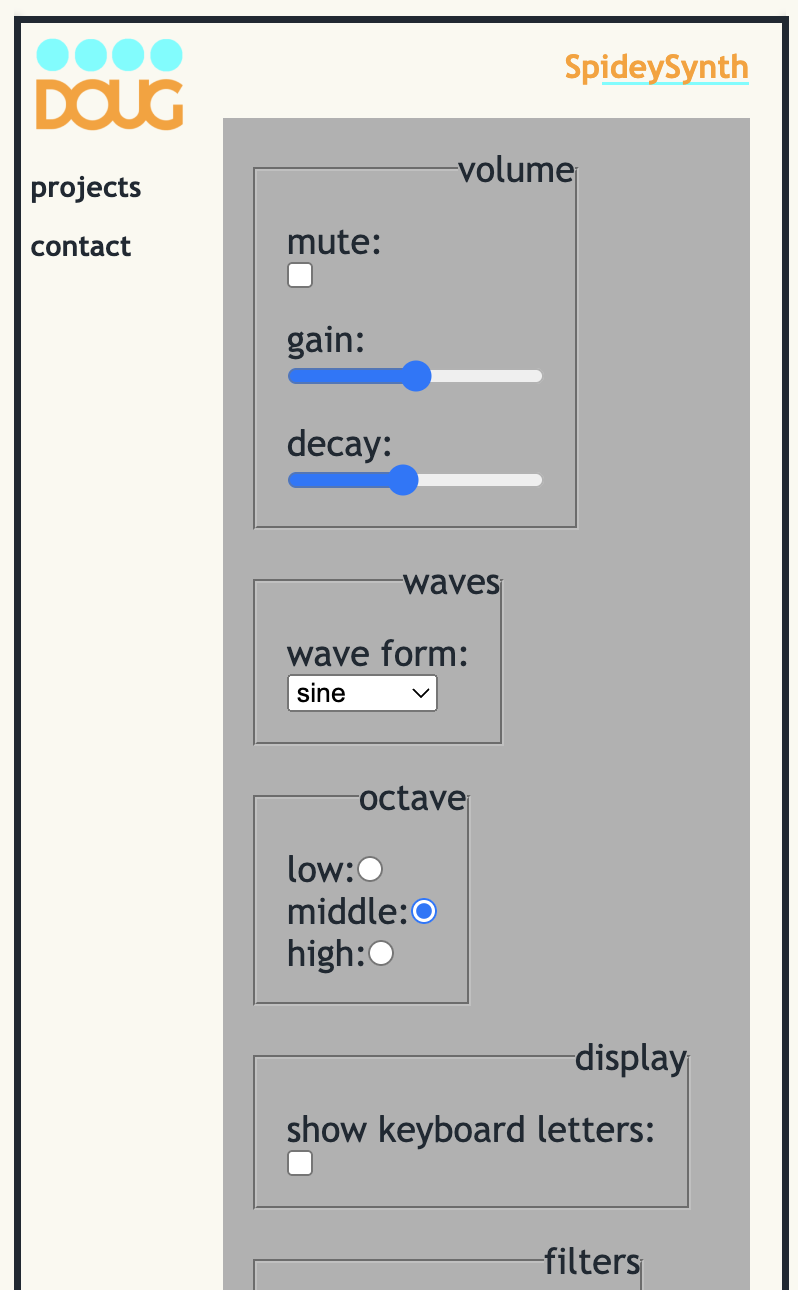 DOUG
SpideySynth
projects
contact
volume
mute:
gain:
decay:
waves
wave form:
sine
octave
low:
middle:
high:
display
show keyboard letters:
filters